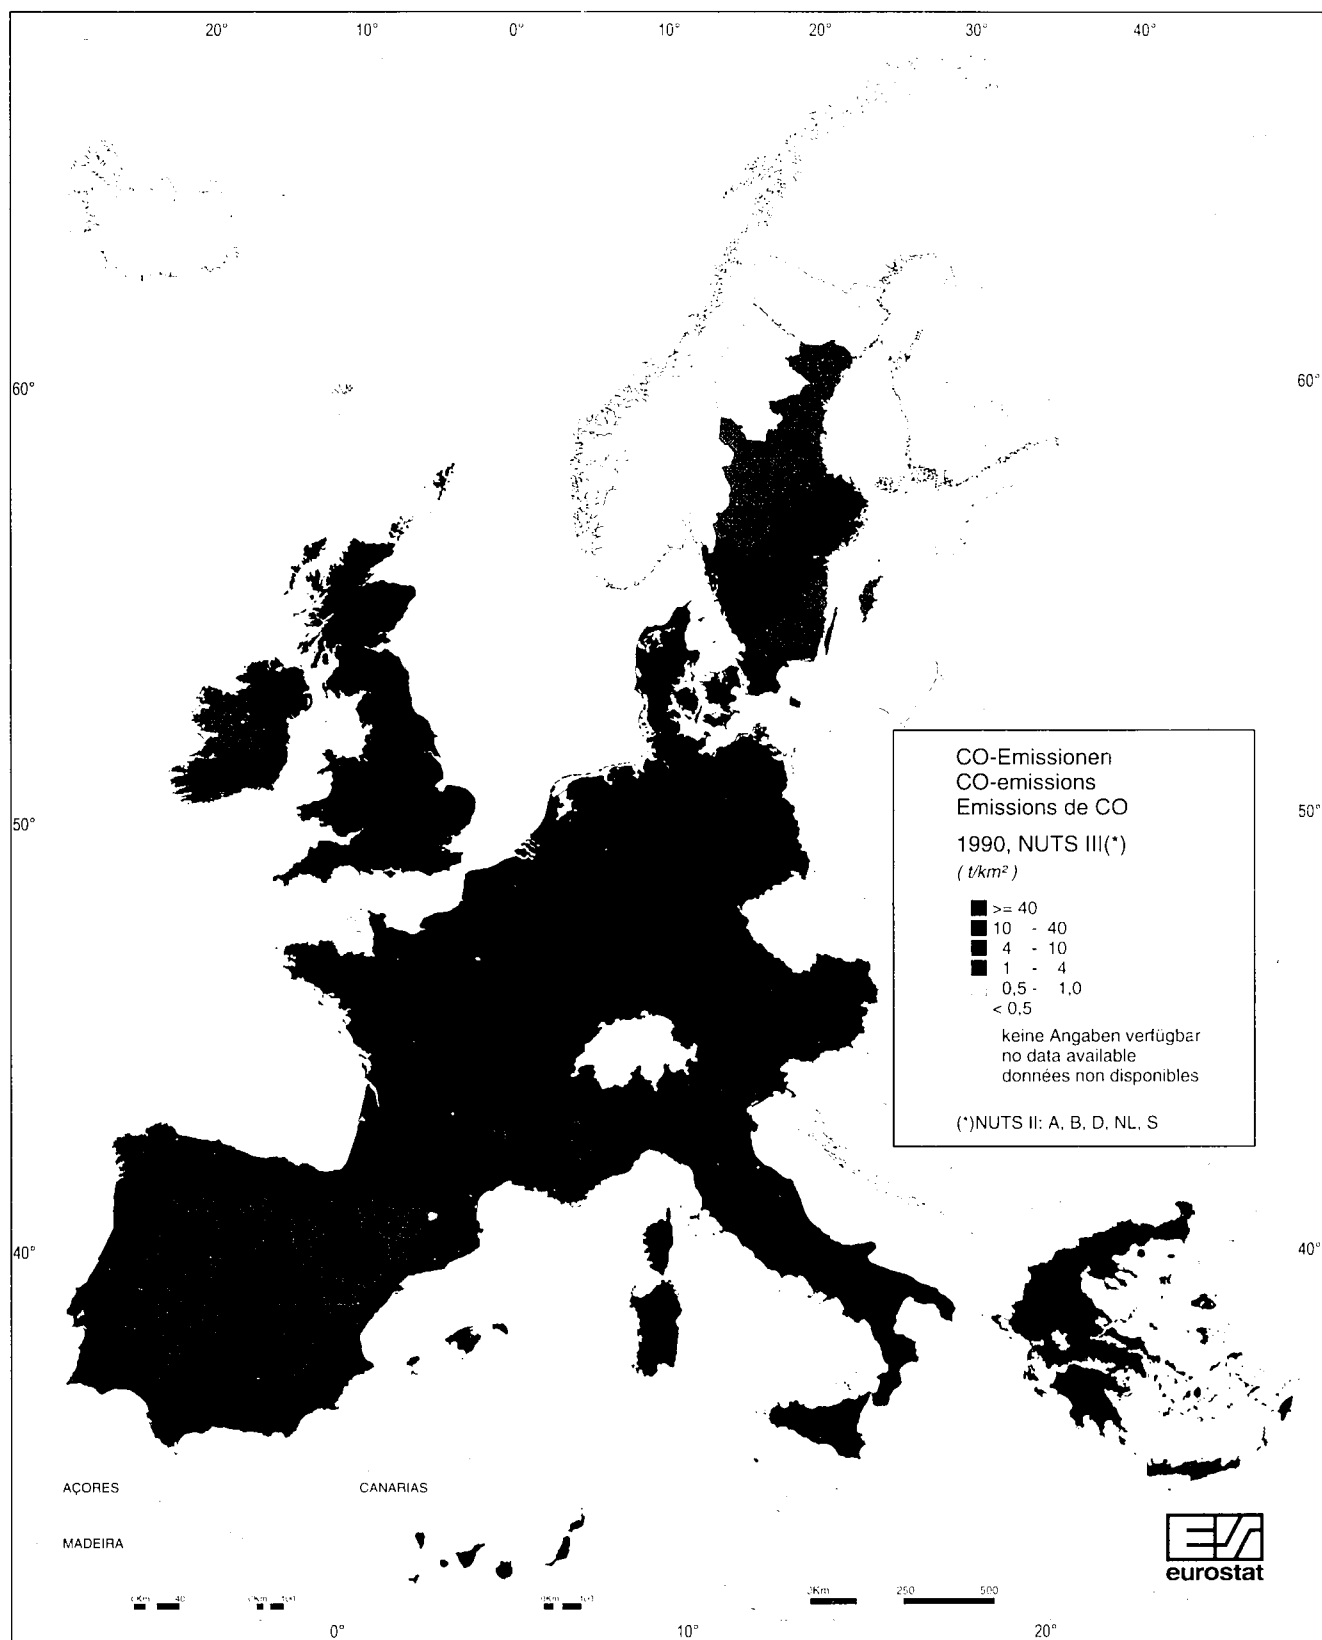 20° 10° 0° 10° 20° 30° 40°
60° 60°
CO-Emissionen
CO-emissions
Emissions de CO
50° 50°
1990, NUTS III(*)
( t/km² )
>= 40
10 - 40
4 - 10
1 - 4
0,5 - 1,0
< 0,5
keine Angaben verfügbar
no data available
données non disponibles
(*)NUTS II: A, B, D, NL, S
40° 40°
AÇORES CANARIAS
MADEIRA
eurostat
250 500
0° 10° 20°